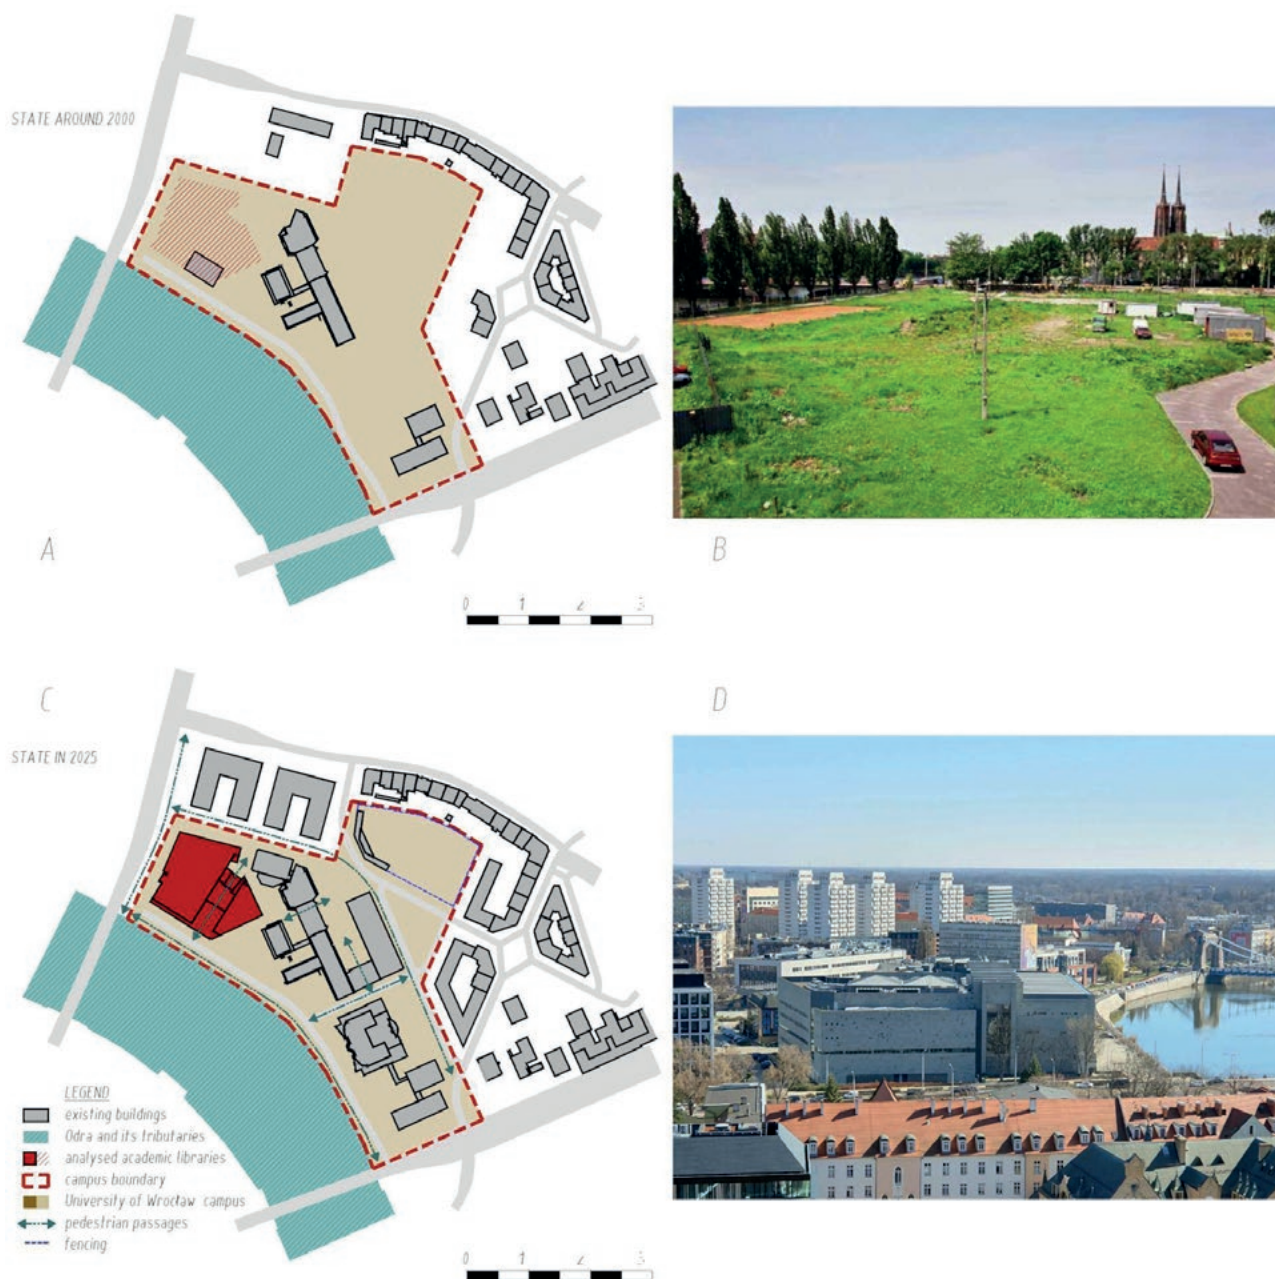 STATE AROUND 2000
A
B
0 1 2 3
C
D
STATE IN 2025
LEGEND
existing buildings
Odra and its tributaries
analysed academic libraries
campus boundary
University of Wrocław campus
pedestrian passages
fencing
0 1 2 3